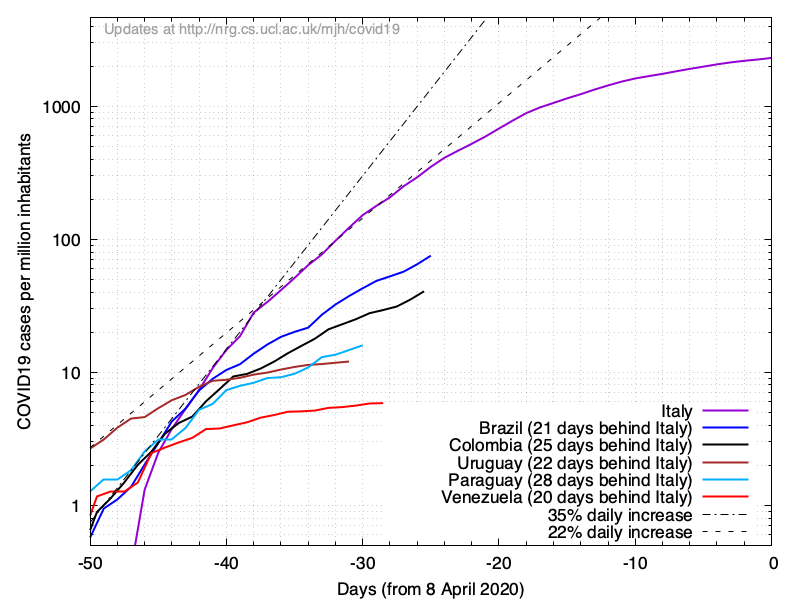 Updates at http://nrg.cs.ucl.ac.uk/mjh/covid19
COVID19 cases per million inhabitants
1000
100
10
1
Italy
Brazil (21 days behind Italy)
Colombia (25 days behind Italy)
Uruguay (22 days behind Italy)
Paraguay (28 days behind Italy)
Venezuela (20 days behind Italy)
35% daily increase
22% daily increase
-50 -40 -30 -20 -10 0
Days (from 8 April 2020)